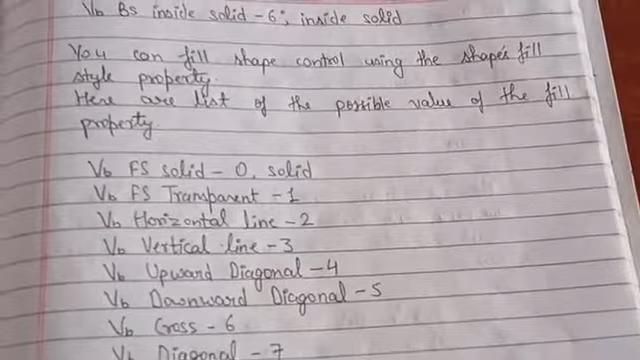 Vb BS inside solid - 6; inside solid
You can fill shape control using the shape's fill
style property.
Here are list of the possible value of the fill
property.
Vb FS solid - 0, solid
Vb FS Transparent - 1
Vb Horizontal line - 2
Vb Vertical line - 3
Vb Upward Diagonal - 4
Vb Downward Diagonal - 5
Vb Cross - 6
Vb Diagonal - 7